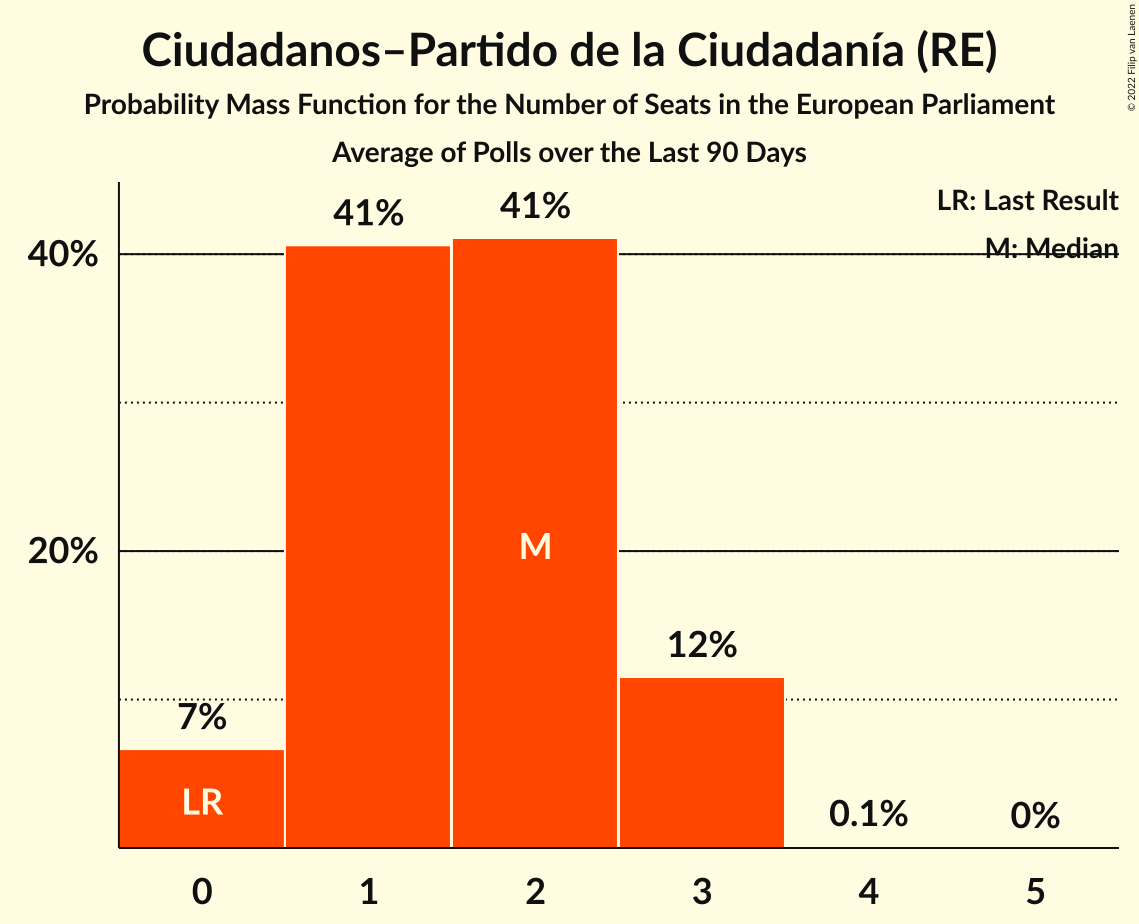 Ciudadanos–Partido de la Ciudadanía (RE)
Probability Mass Function for the Number of Seats in the European Parliament
Average of Polls over the Last 90 Days
© 2022 Filip van Laenen
LR: Last Result
M: Median
40%
20%
7%
41%
41%
12%
0.1%
0%
LR
M
0 1 2 3 4 5